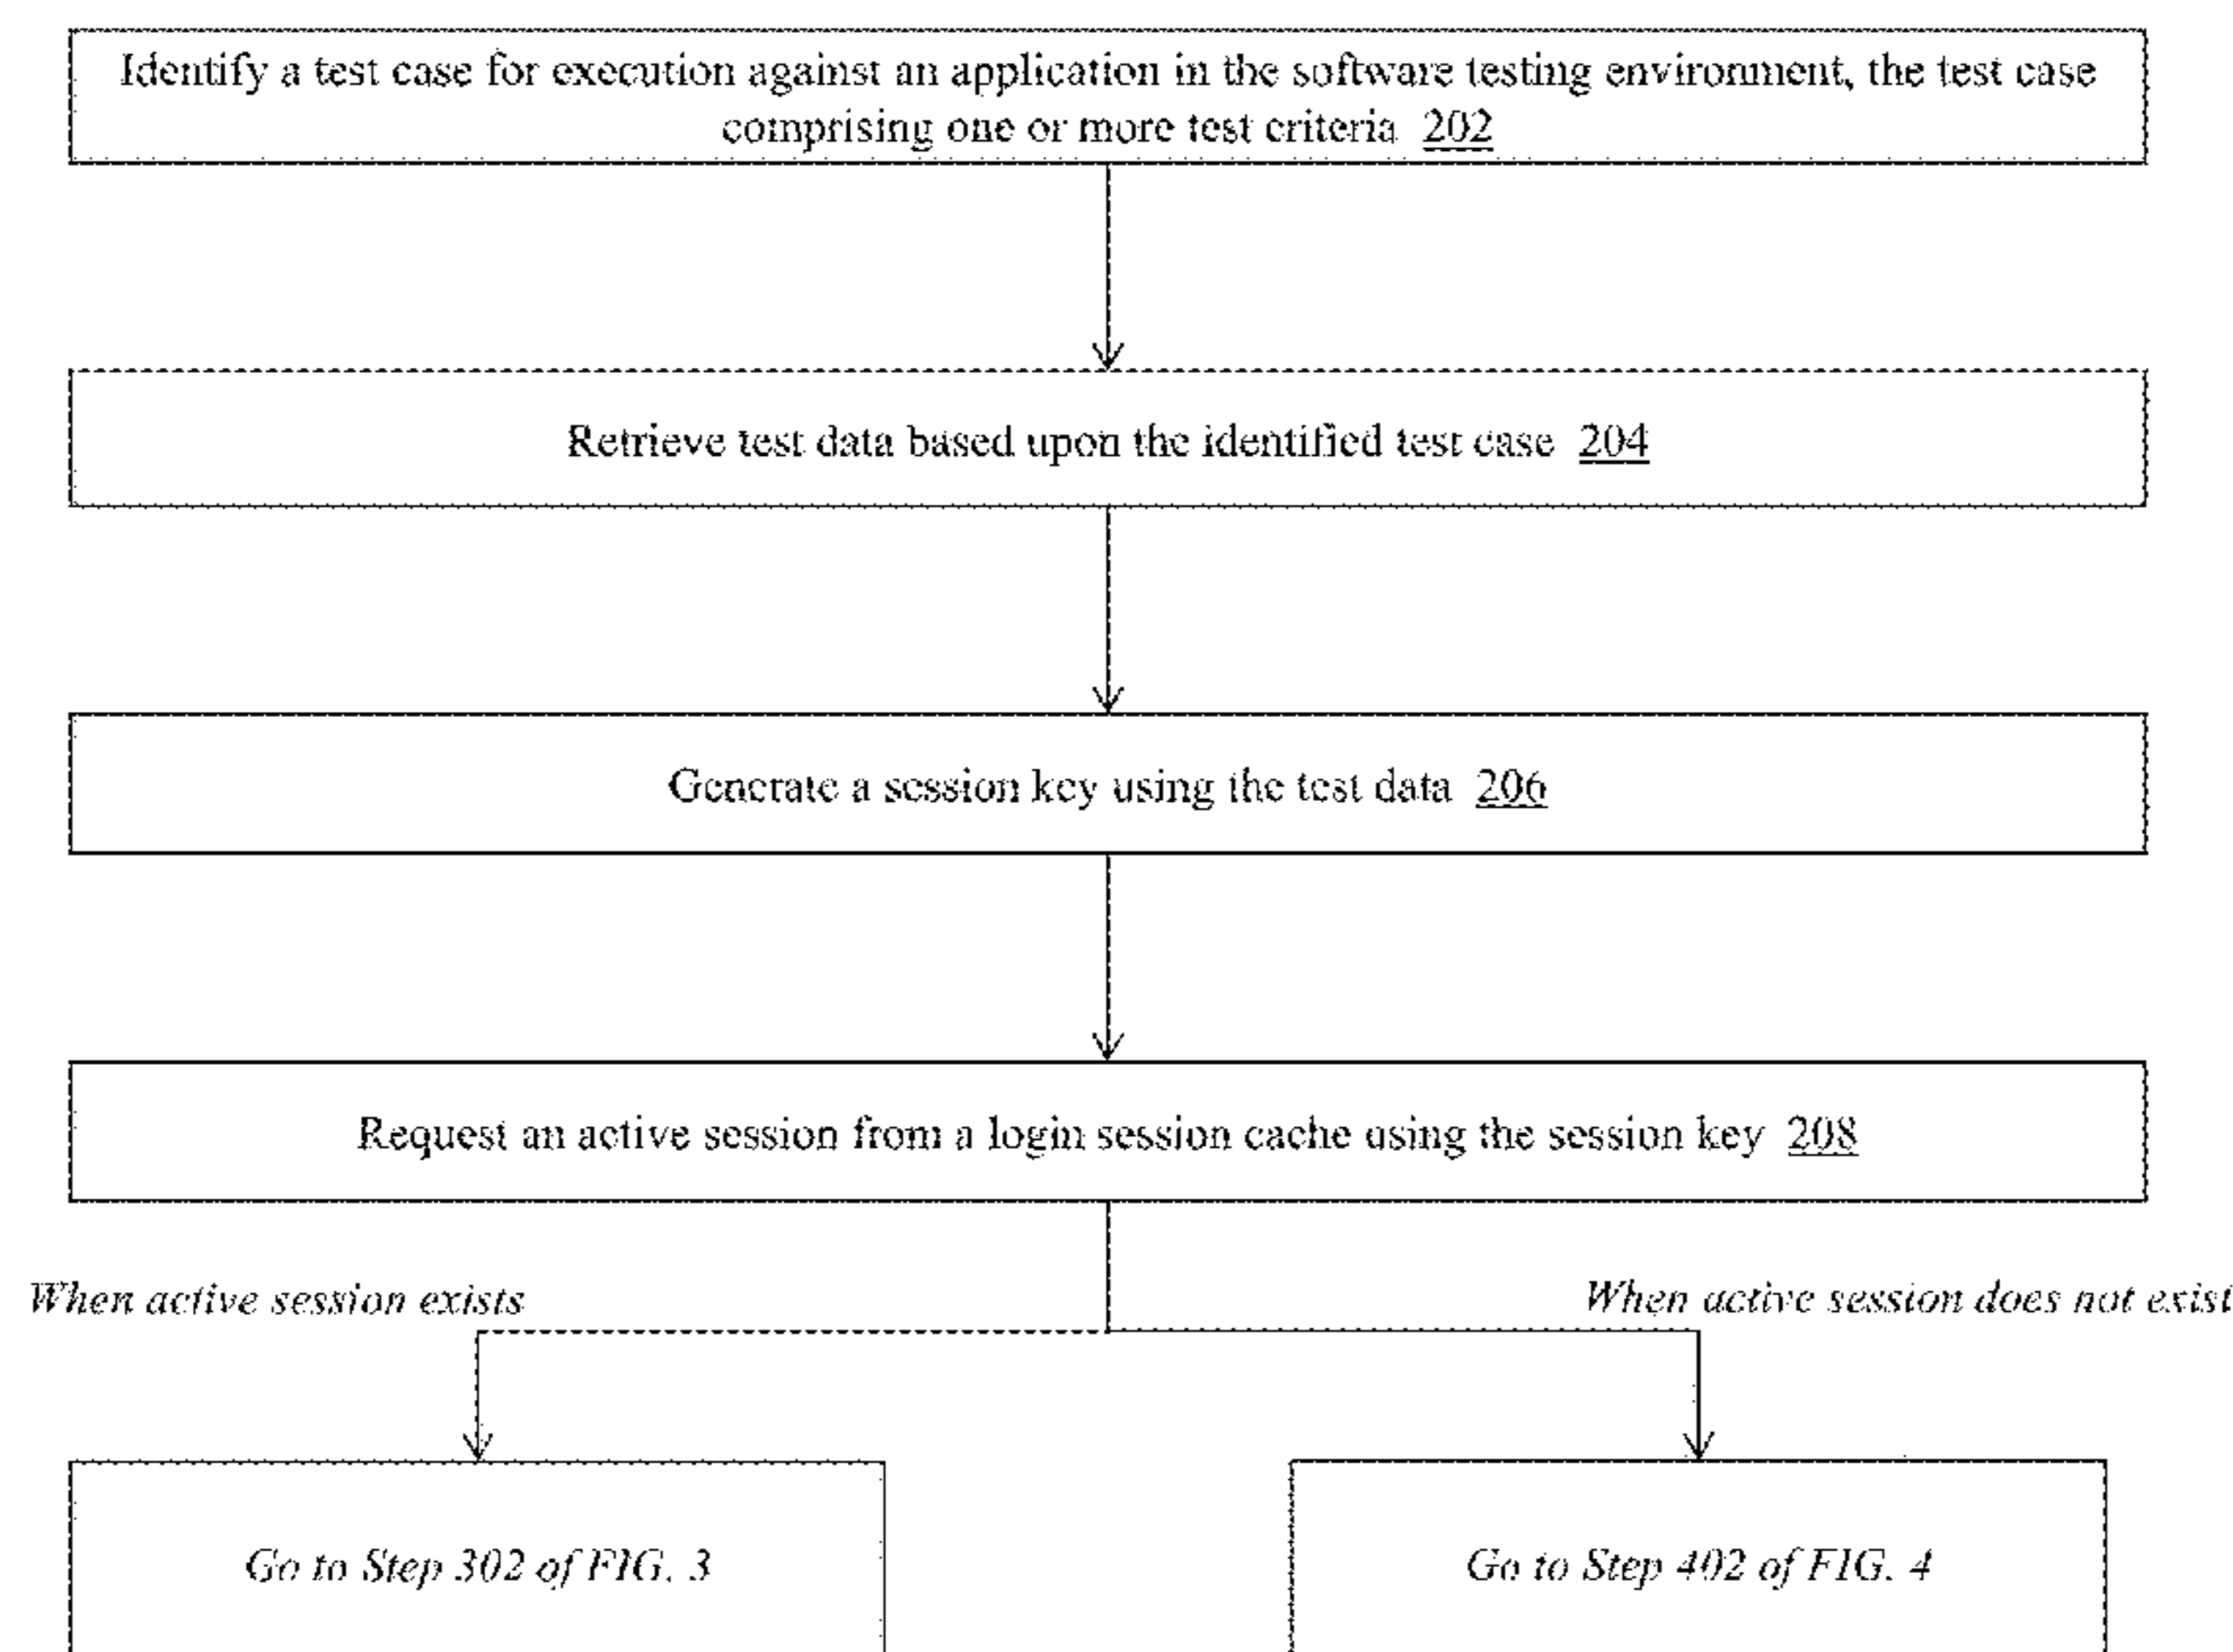 Identify a test case for execution against an application in the software testing environment, the test case
comprising one or more test criteria 202
Retrieve test data based upon the identified test case 204
Generate a session key using the test data 206
Request an active session from a login session cache using the session key 208
When active session exists
When active session does not exist
Go to Step 302 of FIG. 3
Go to Step 402 of FIG. 4